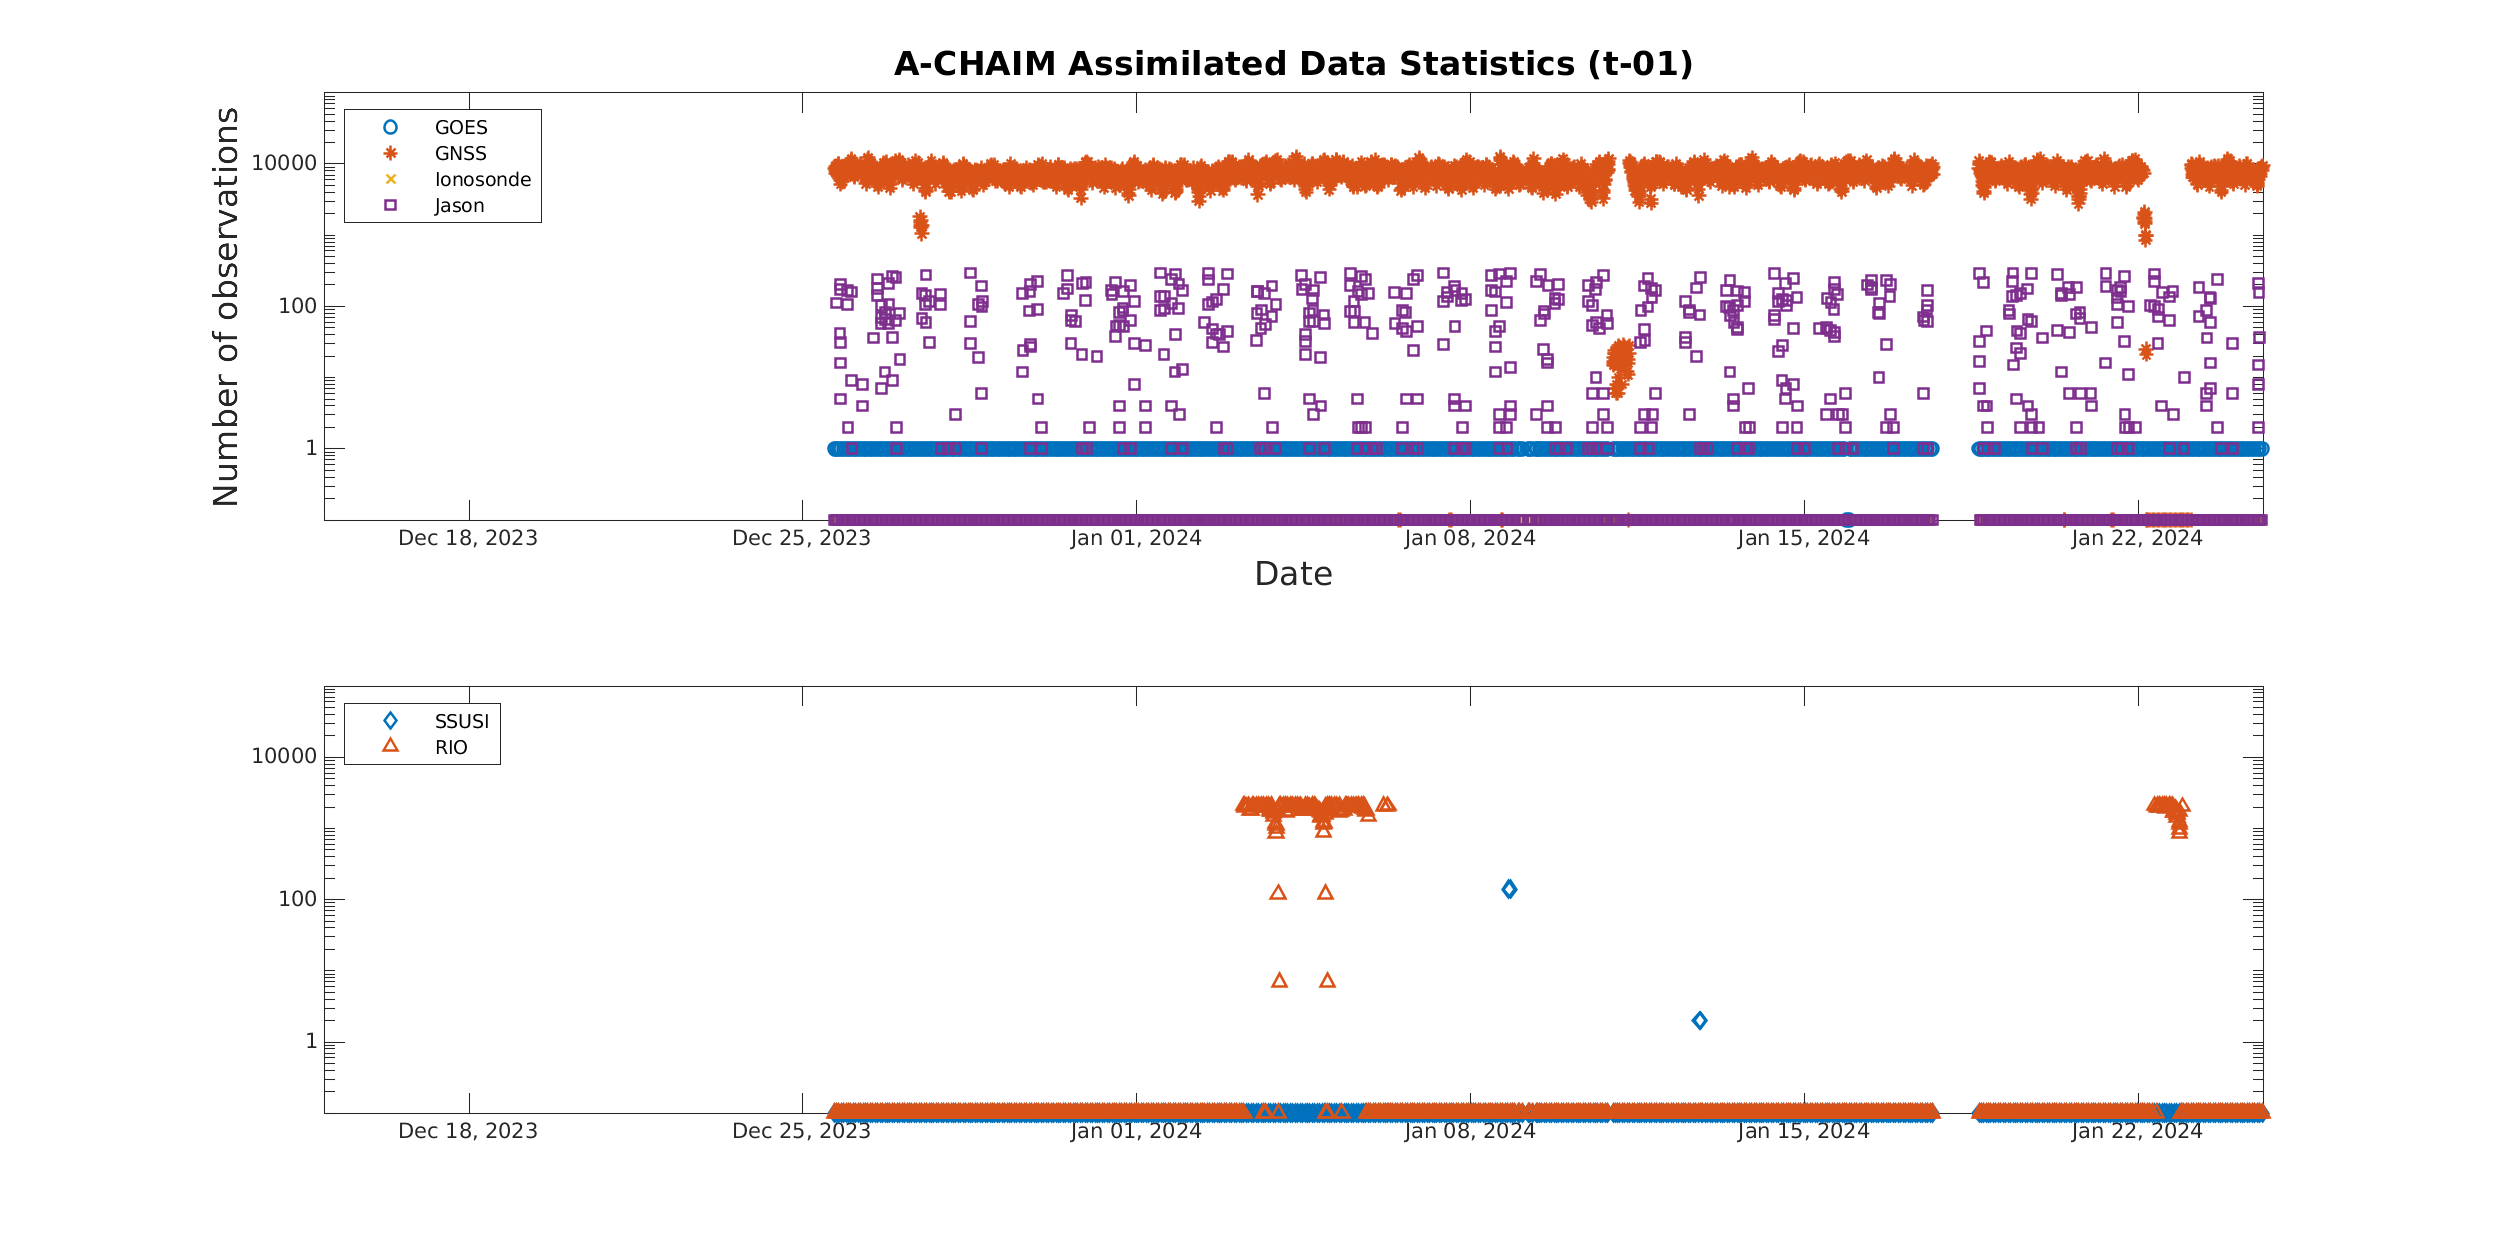 A-CHAIM Assimilated Data Statistics (t-01)
Number of observations
10000
100
1
GOES
GNSS
Ionosonde
Jason
Dec 18, 2023 Dec 25, 2023 Jan 01, 2024 Jan 08, 2024 Jan 15, 2024 Jan 22, 2024
Date
10000
100
1
SSUSI
RIO
Dec 18, 2023 Dec 25, 2023 Jan 01, 2024 Jan 08, 2024 Jan 15, 2024 Jan 22, 2024